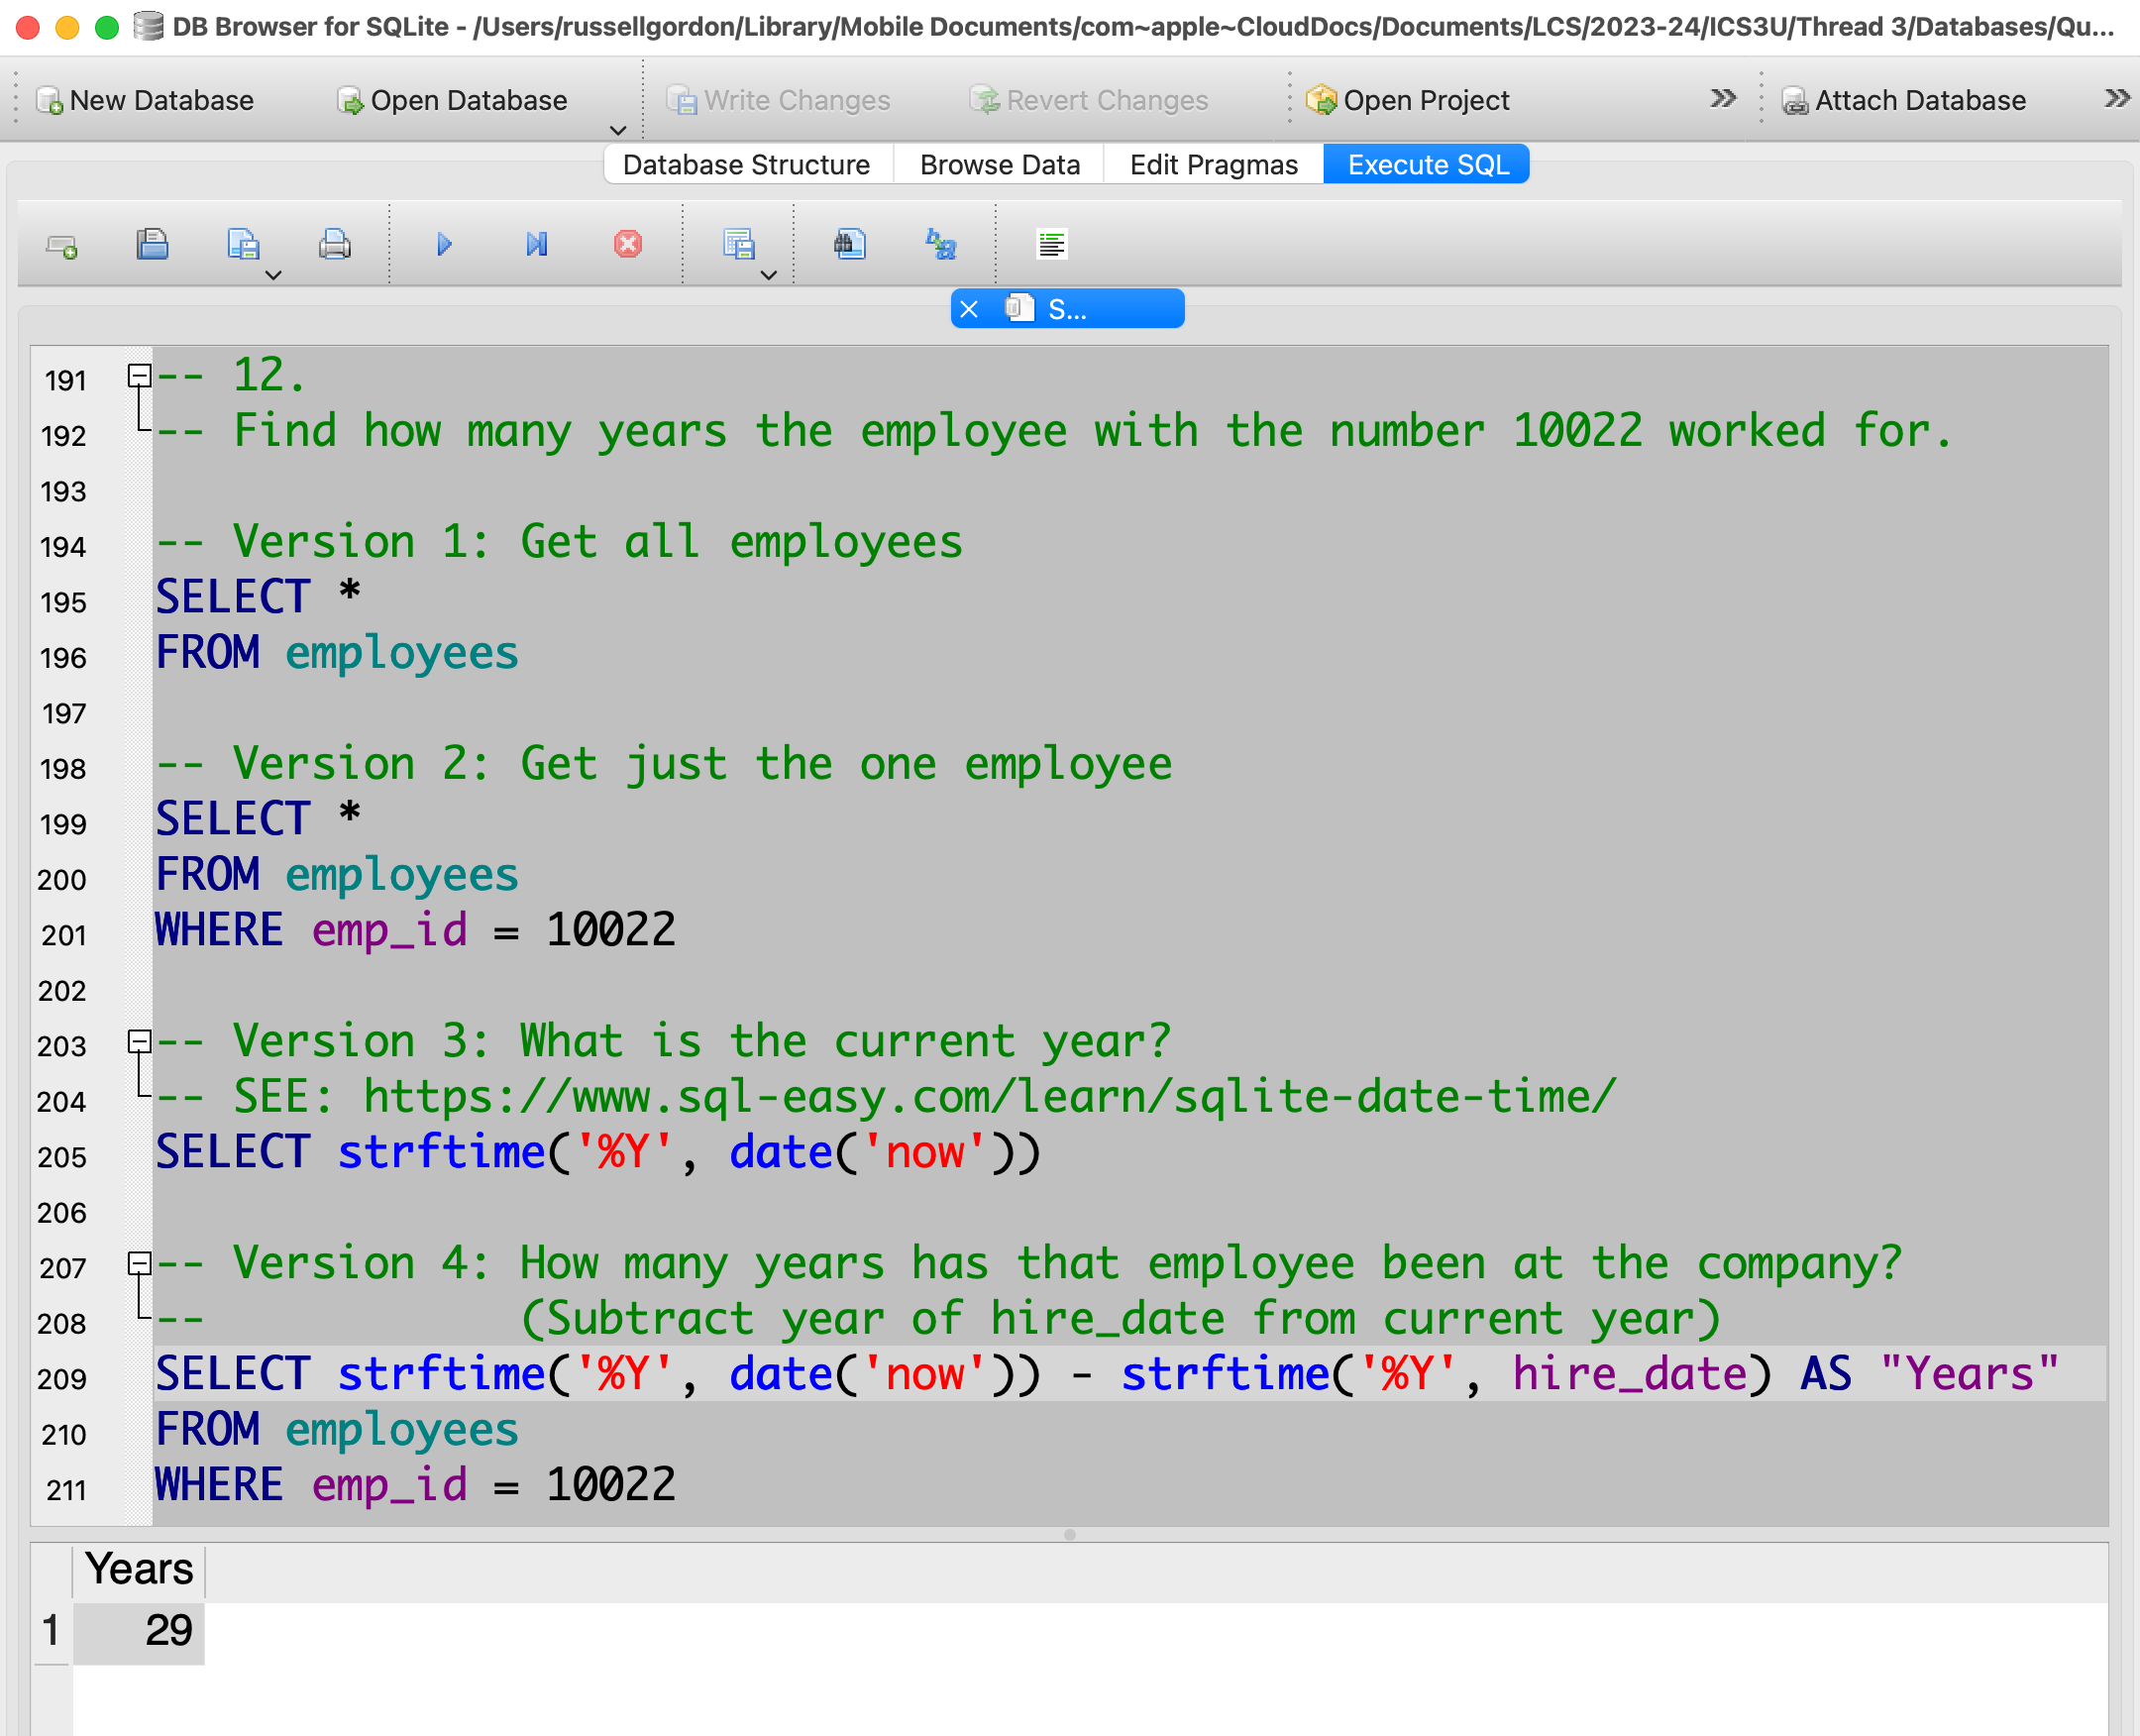 DB Browser for SQLite - /Users/russellgordon/Library/Mobile Documents/com~apple~CloudDocs/Documents/LCS/2023-24/ICS3U/Thread 3/Databases/Qu...
New Database Open Database Write Changes Revert Changes Open Project » Attach Database »
Database Structure Browse Data Edit Pragmas Execute SQL
S...
191 -- 12.
192 -- Find how many years the employee with the number 10022 worked for.
193
194 -- Version 1: Get all employees
195 SELECT *
196 FROM employees
197
198 -- Version 2: Get just the one employee
199 SELECT *
200 FROM employees
201 WHERE emp_id = 10022
202
203 -- Version 3: What is the current year?
204 -- SEE: https://www.sql-easy.com/learn/sqlite-date-time/
205 SELECT strftime('%Y', date('now'))
206
207 -- Version 4: How many years has that employee been at the company?
208 -- (Subtract year of hire_date from current year)
209 SELECT strftime('%Y', date('now')) - strftime('%Y', hire_date) AS "Years"
210 FROM employees
211 WHERE emp_id = 10022
Years
1 29